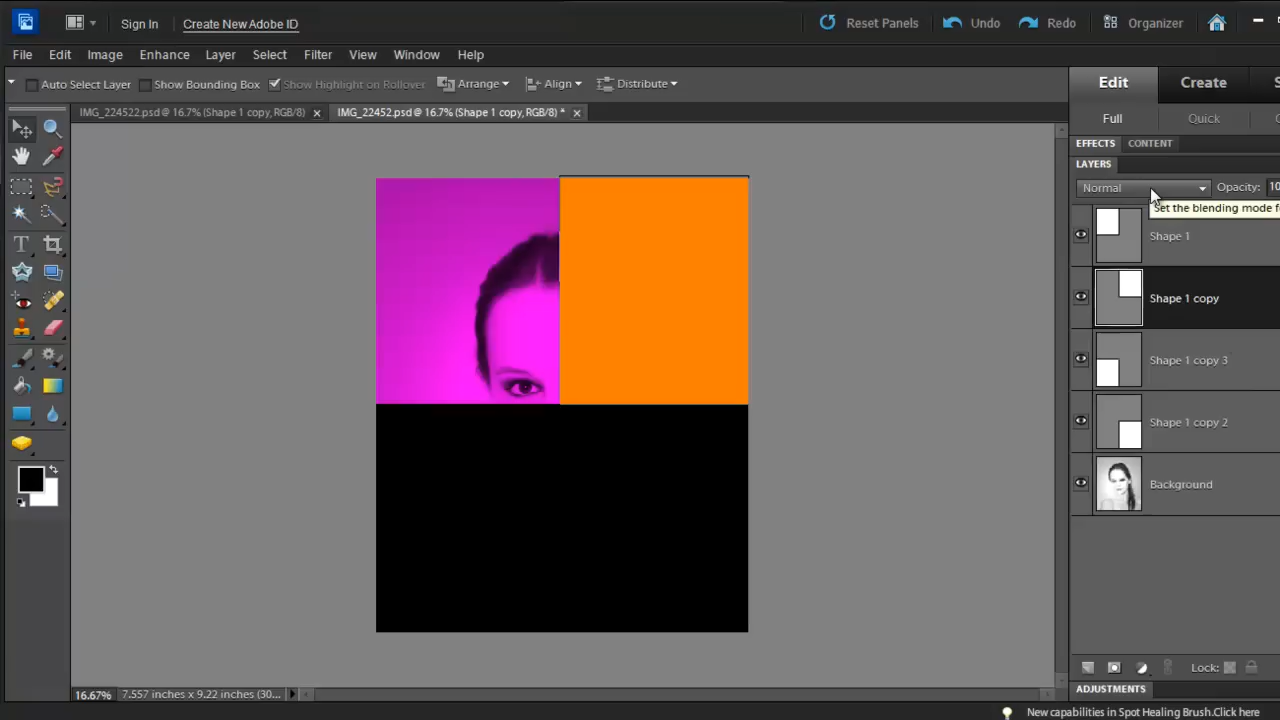 Sign In Create New Adobe ID Reset Panels Undo Redo Organizer
File Edit Image Enhance Layer Select Filter View Window Help
Auto Select Layer Show Bounding Box Show Highlight on Rollover Arrange Align Distribute
Edit Create
IMG_224522.psd @ 16.7% (Shape 1 copy, RGB/8) IMG_22452.psd @ 16.7% (Shape 1 copy, RGB/8) *
Full Quick
EFFECTS CONTENT
LAYERS
Normal Opacity: 10
Set the blending mode f
Shape 1
Shape 1 copy
Shape 1 copy 3
Shape 1 copy 2
Background
Lock:
16.67% 7.557 inches x 9.22 inches (30...
ADJUSTMENTS
New capabilities in Spot Healing Brush.Click here